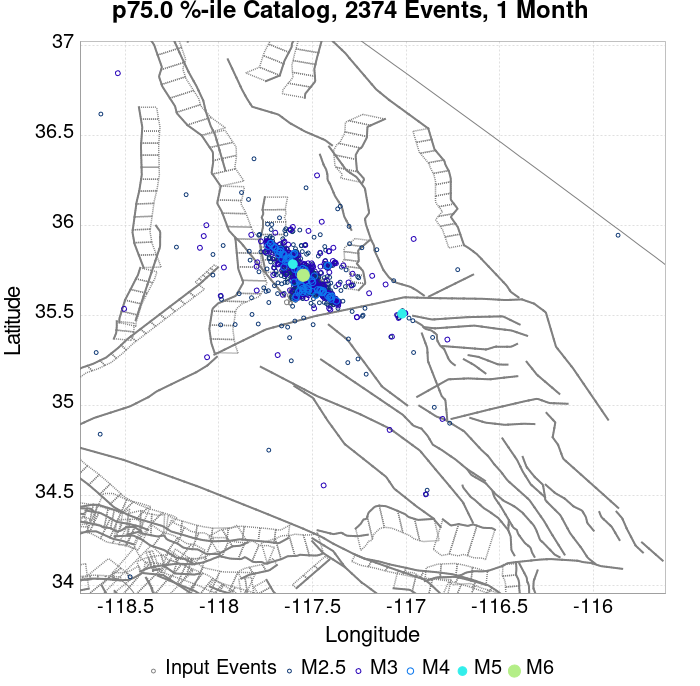 p75.0 %-ile Catalog, 2374 Events, 1 Month
37
36.5
36
35.5
35
34.5
34
Latitude
-118.5
-118
-117.5
-117
-116.5
-116
Longitude
Input Events
M2.5
M3
M4
M5
M6